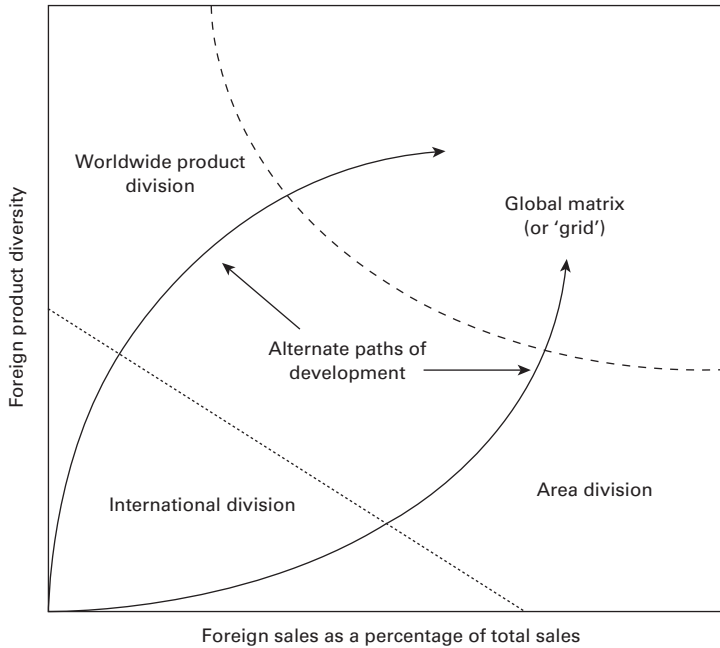 Worldwide product
division
Global matrix
(or ‘grid’)
Foreign product diversity
Alternate paths of
development
International division
Area division
Foreign sales as a percentage of total sales